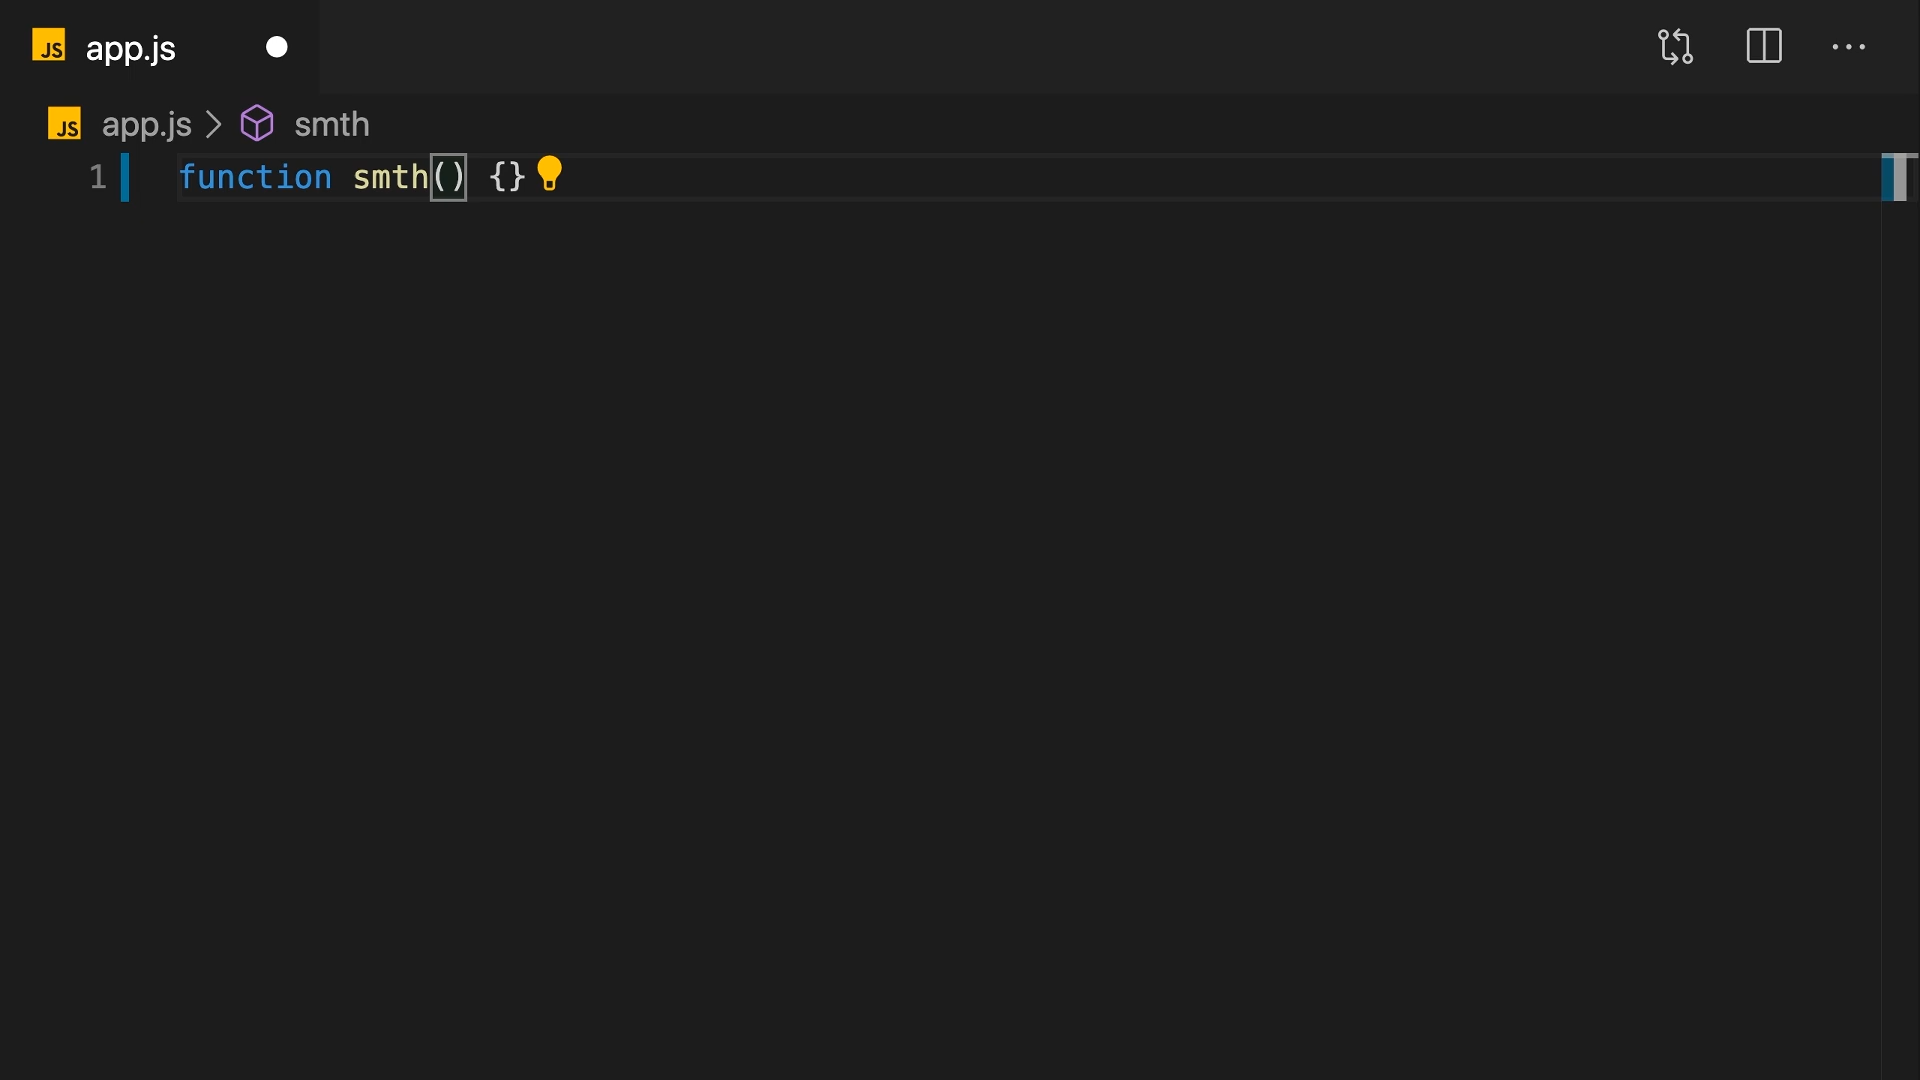 JS app.js
JS app.js > smth
1 function smth() {}